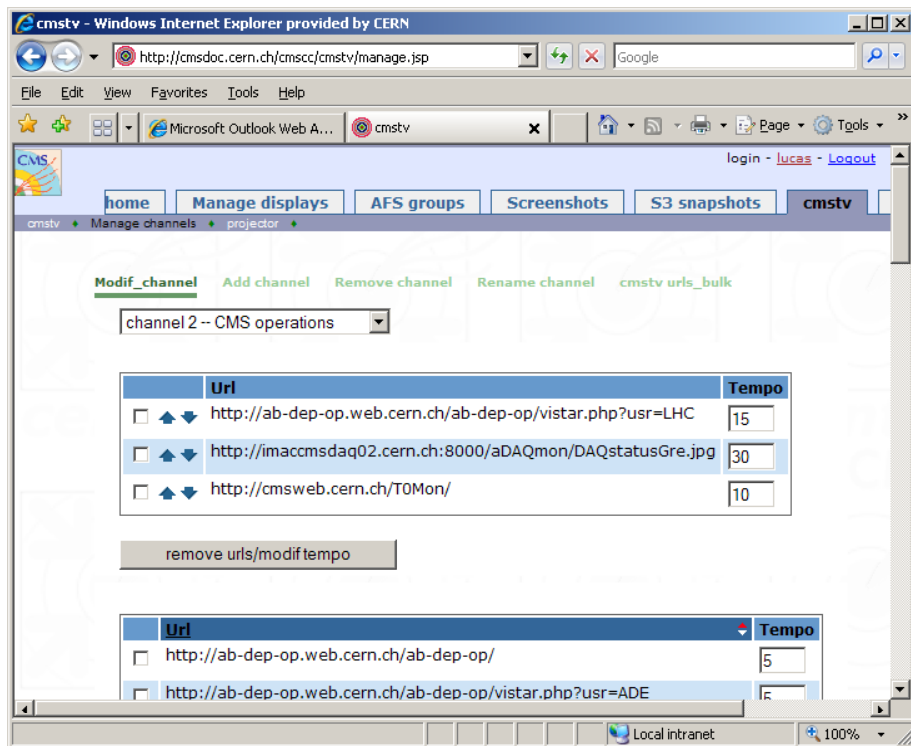 cmstv - Windows Internet Explorer provided by CERN
http://cmsdoc.cern.ch/cmscc/cmstv/manage.jsp Google
File Edit View Favorites Tools Help
Microsoft Outlook Web A... cmstv Page Tools
CMS login - lucas - Logout
home Manage displays AFS groups Screenshots S3 snapshots cmstv
cmstv Manage channels projector
Modif_channel Add channel Remove channel Rename channel cmstv urls_bulk
channel 2 -- CMS operations
Url Tempo
http://ab-dep-op.web.cern.ch/ab-dep-op/vistar.php?usr=LHC 15
http://imaccmsdaq02.cern.ch:8000/aDAQmon/DAQstatusGre.jpg 30
http://cmsweb.cern.ch/T0Mon/ 10
remove urls/modif tempo
Url Tempo
http://ab-dep-op.web.cern.ch/ab-dep-op/ 5
http://ab-dep-op.web.cern.ch/ab-dep-op/vistar.php?usr=ADE 5
Local intranet 100%